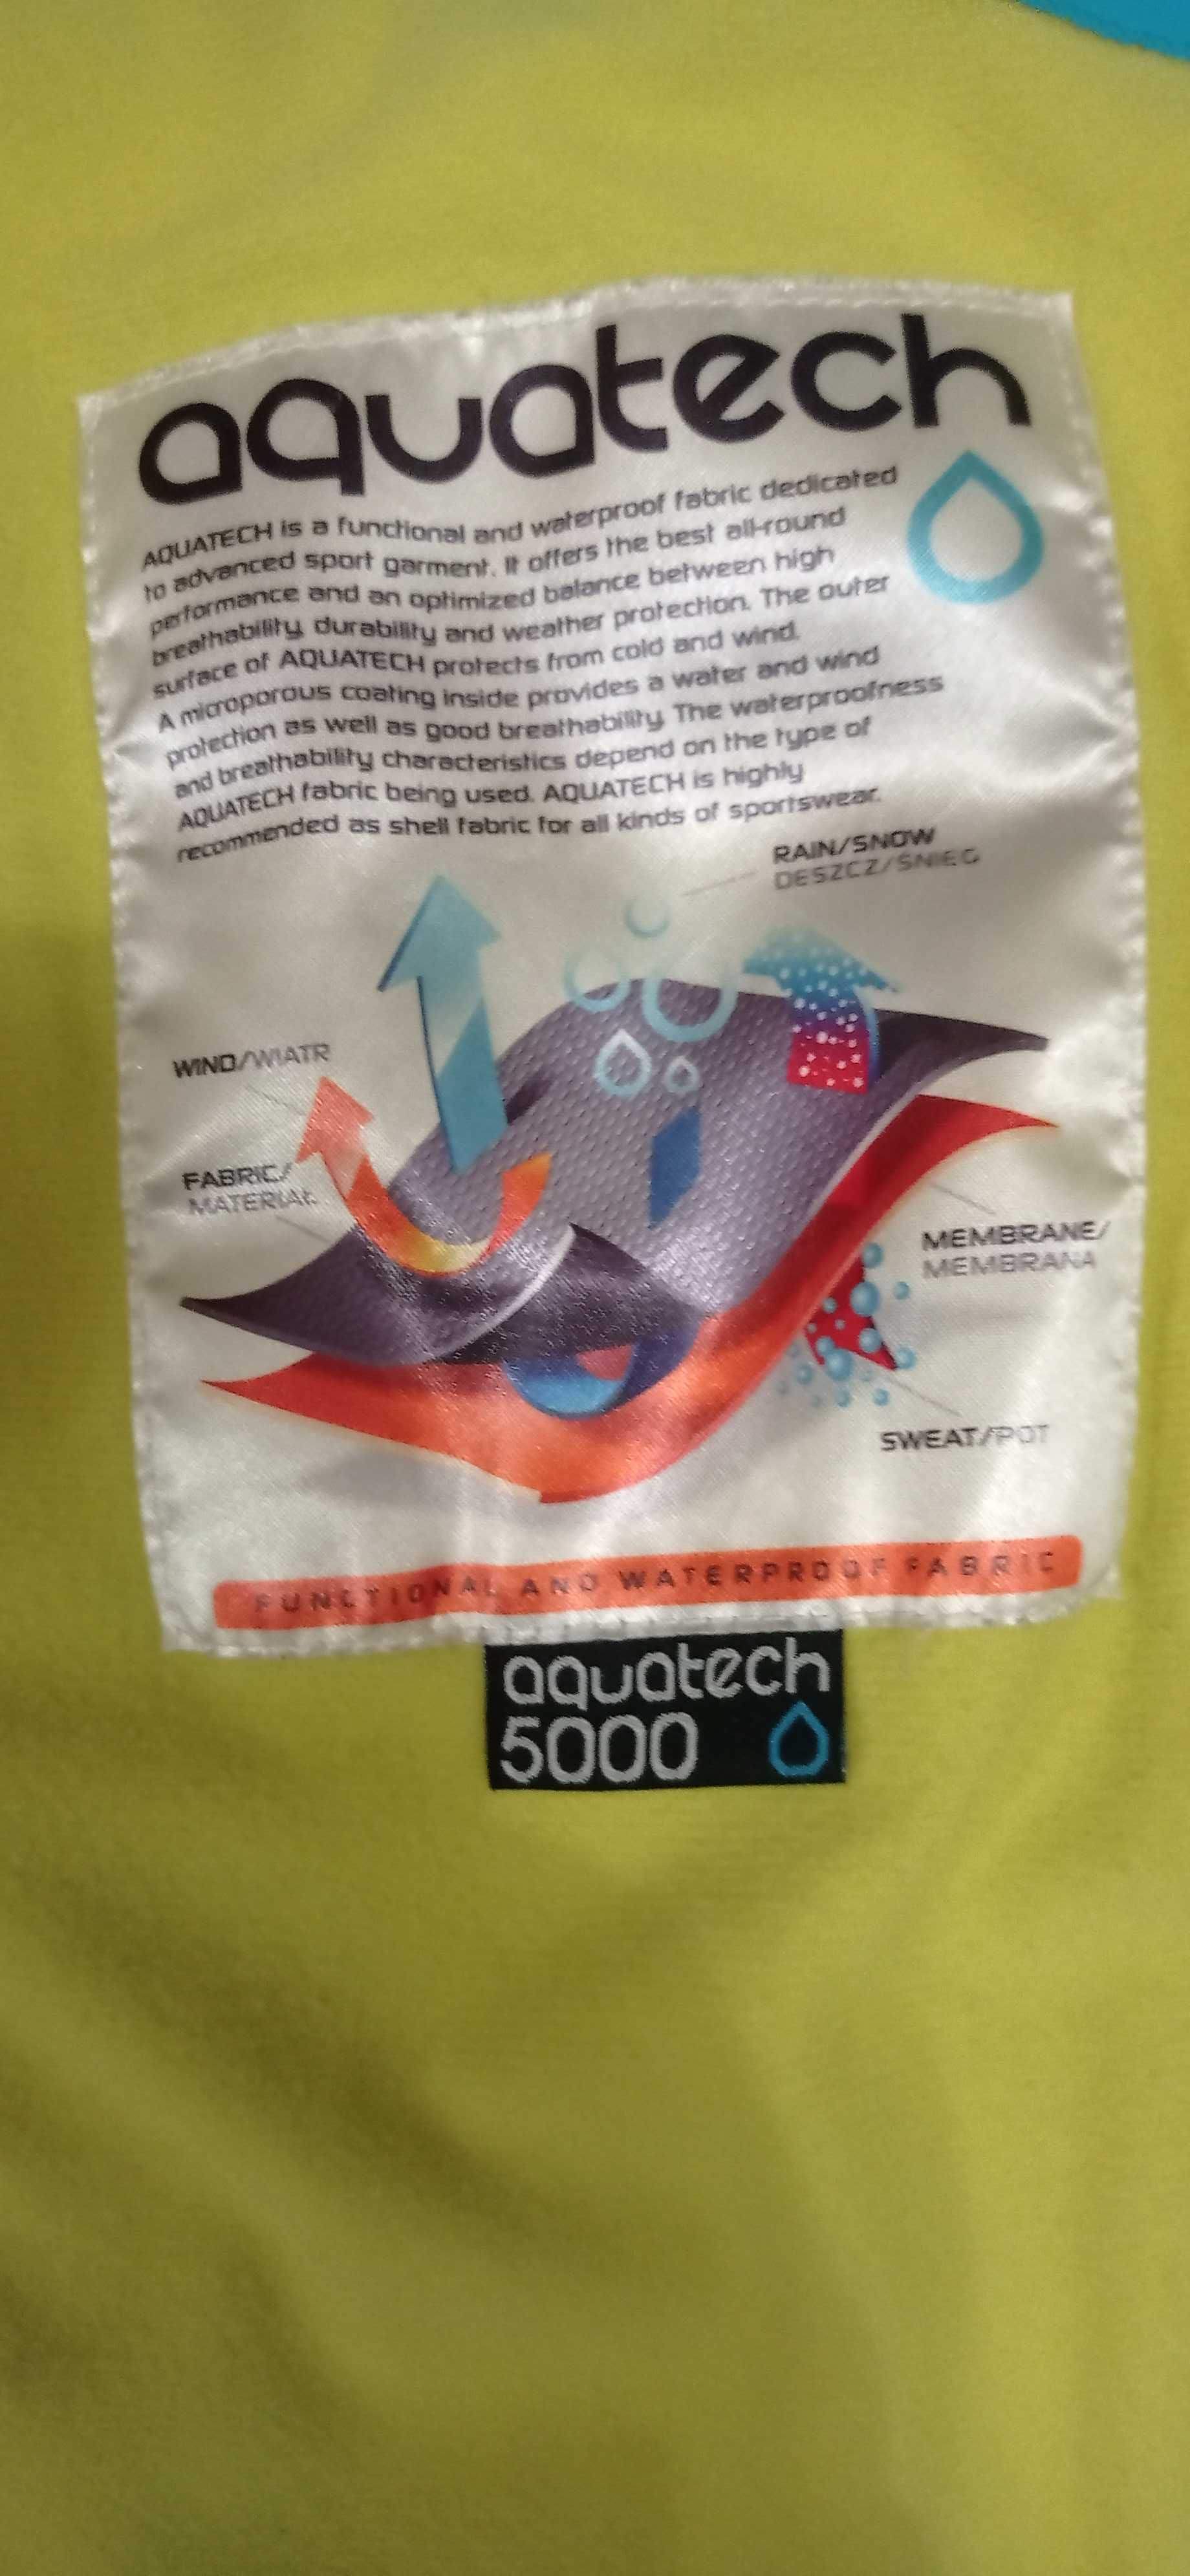 aquatech
AQUATECH is a functional and waterproof fabric dedicated
to advanced sport garment. It offers the best all-round
performance and an optimized balance between high
breathability, durability and weather protection. The outer
surface of AQUATECH protects from cold and wind.
A microporous coating inside provides a water and wind
protection as well as good breathability. The waterproofness
and breathability characteristics depend on the type of
AQUATECH fabric being used. AQUATECH is highly
recommended as shell fabric for all kinds of sportswear.
RAIN/SNOW
DESZCZ/ŚNIEG
WIND/WIATR
FABRIC/
MATERIAŁ
MEMBRANE/
MEMBRANA
SWEAT/POT
FUNCTIONAL AND WATERPROOF FABRIC
aquatech
5000